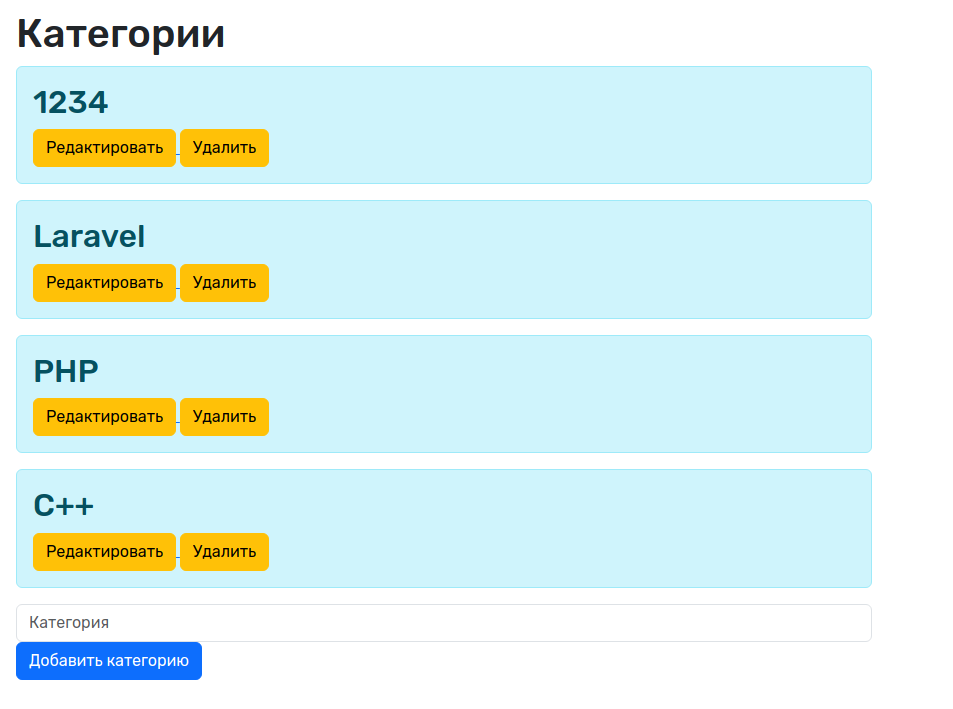 Категории
1234
Редактировать Удалить
Laravel
Редактировать Удалить
PHP
Редактировать Удалить
C++
Редактировать Удалить
Категория
Добавить категорию